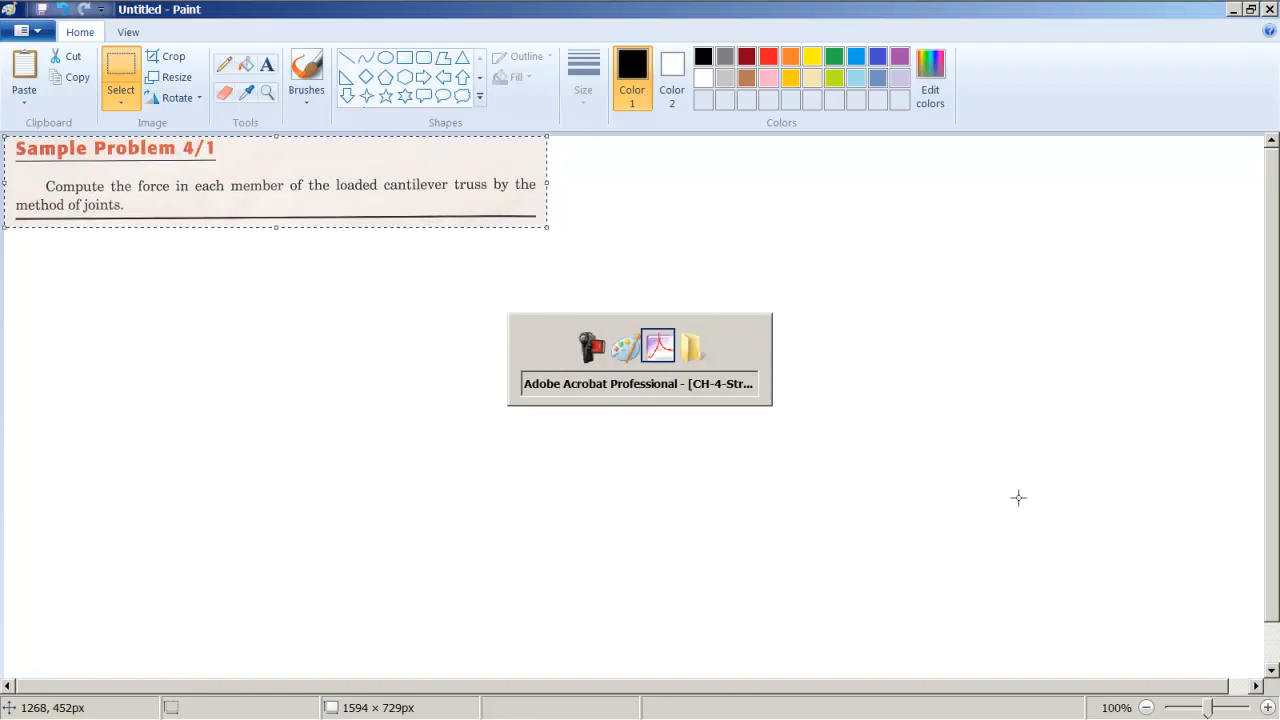 Untitled - Paint
Home
View
Paste
Cut
Copy
Clipboard
Select
Crop
Resize
Rotate
Image
Tools
Brushes
Outline
Fill
Shapes
Size
Color 1
Color 2
Edit colors
Colors
Sample Problem 4/1
Compute the force in each member of the loaded cantilever truss by the
method of joints.
Adobe Acrobat Professional - [CH-4-Str...
1268, 452px
1594 × 729px
100%